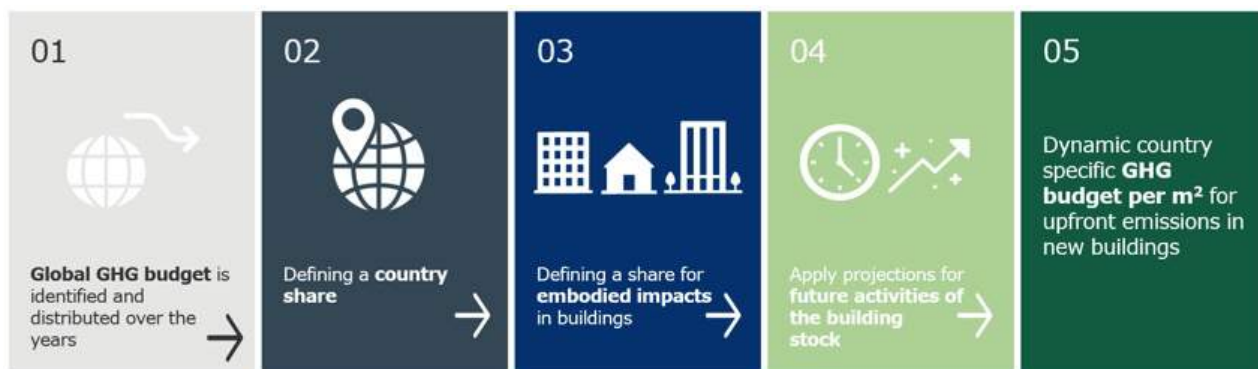 01
Global GHG budget is
identified and
distributed over the
years
02
Defining a country
share
03
Defining a share for
embodied impacts
in buildings
04
Apply projections for
future activities of
the building
stock
05
Dynamic country
specific GHG
budget per m² for
upfront emissions in
new buildings